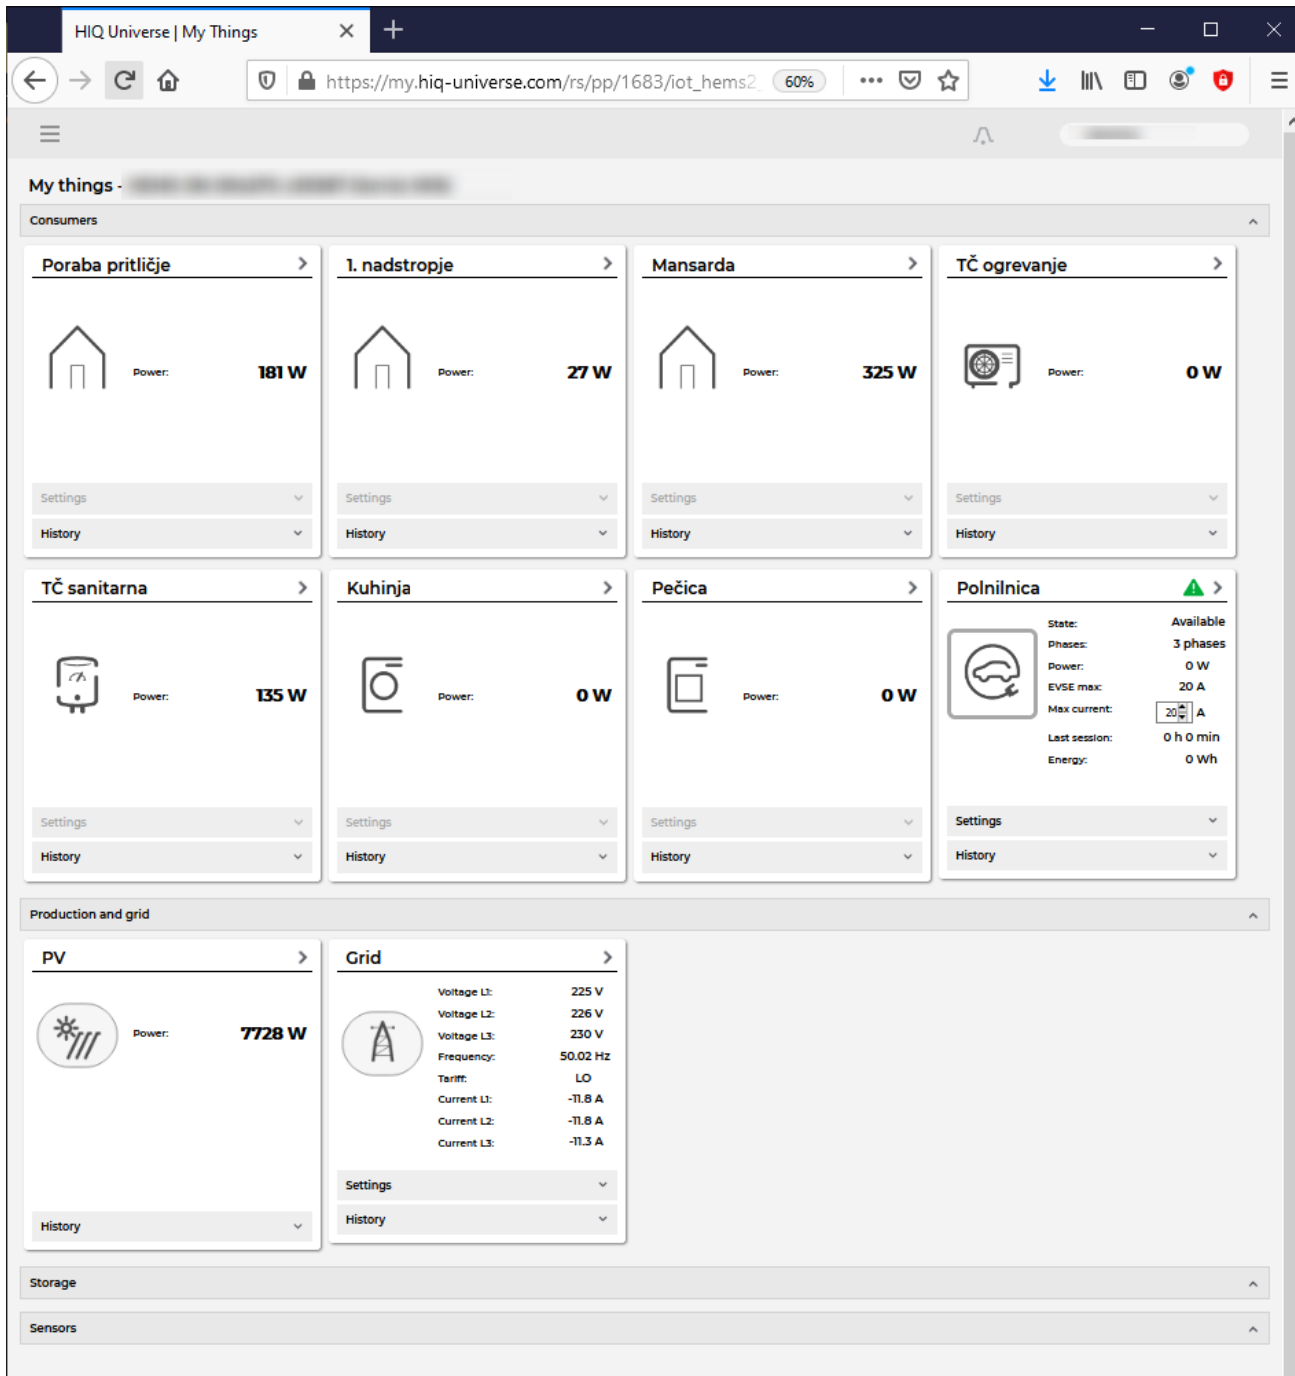 HIQ Universe | My Things
https://my.hiq-universe.com/rs/pp/1683/iot_hems2_ 60%
My things -
Consumers
Poraba pritličje
Power: 181 W
Settings
History
1. nadstropje
Power: 27 W
Settings
History
Mansarda
Power: 325 W
Settings
History
TČ ogrevanje
Power: 0 W
Settings
History
TČ sanitarna
Power: 135 W
Settings
History
Kuhinja
Power: 0 W
Settings
History
Pečica
Power: 0 W
Settings
History
Polnilnica
State: Available
Phases: 3 phases
Power: 0 W
EVSE max: 20 A
Max current: 20 A
Last session: 0 h 0 min
Energy: 0 Wh
Settings
History
Production and grid
PV
Power: 7728 W
History
Grid
Voltage L1: 225 V
Voltage L2: 226 V
Voltage L3: 230 V
Frequency: 50.02 Hz
Tariff: LO
Current L1: -11.8 A
Current L2: -11.8 A
Current L3: -11.3 A
Settings
History
Storage
Sensors